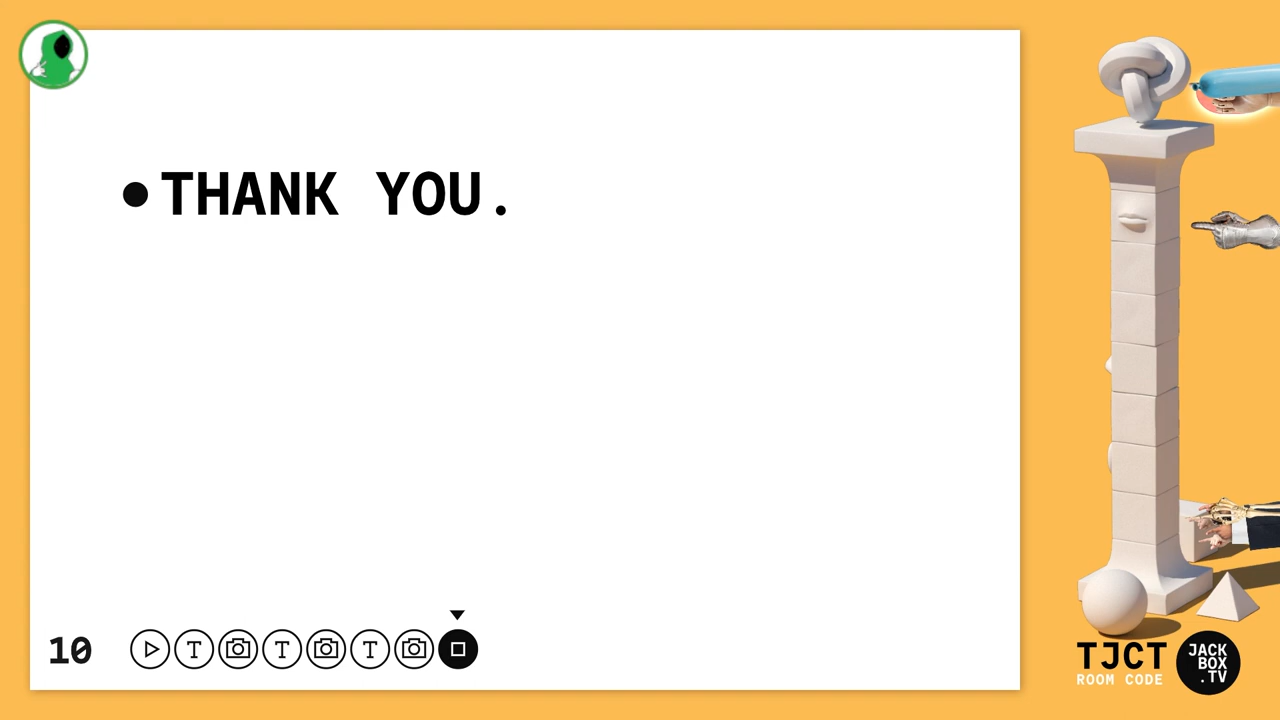 ● THANK YOU.
10
T T T
TJCT
ROOM CODE
JACK
BOX
.TV